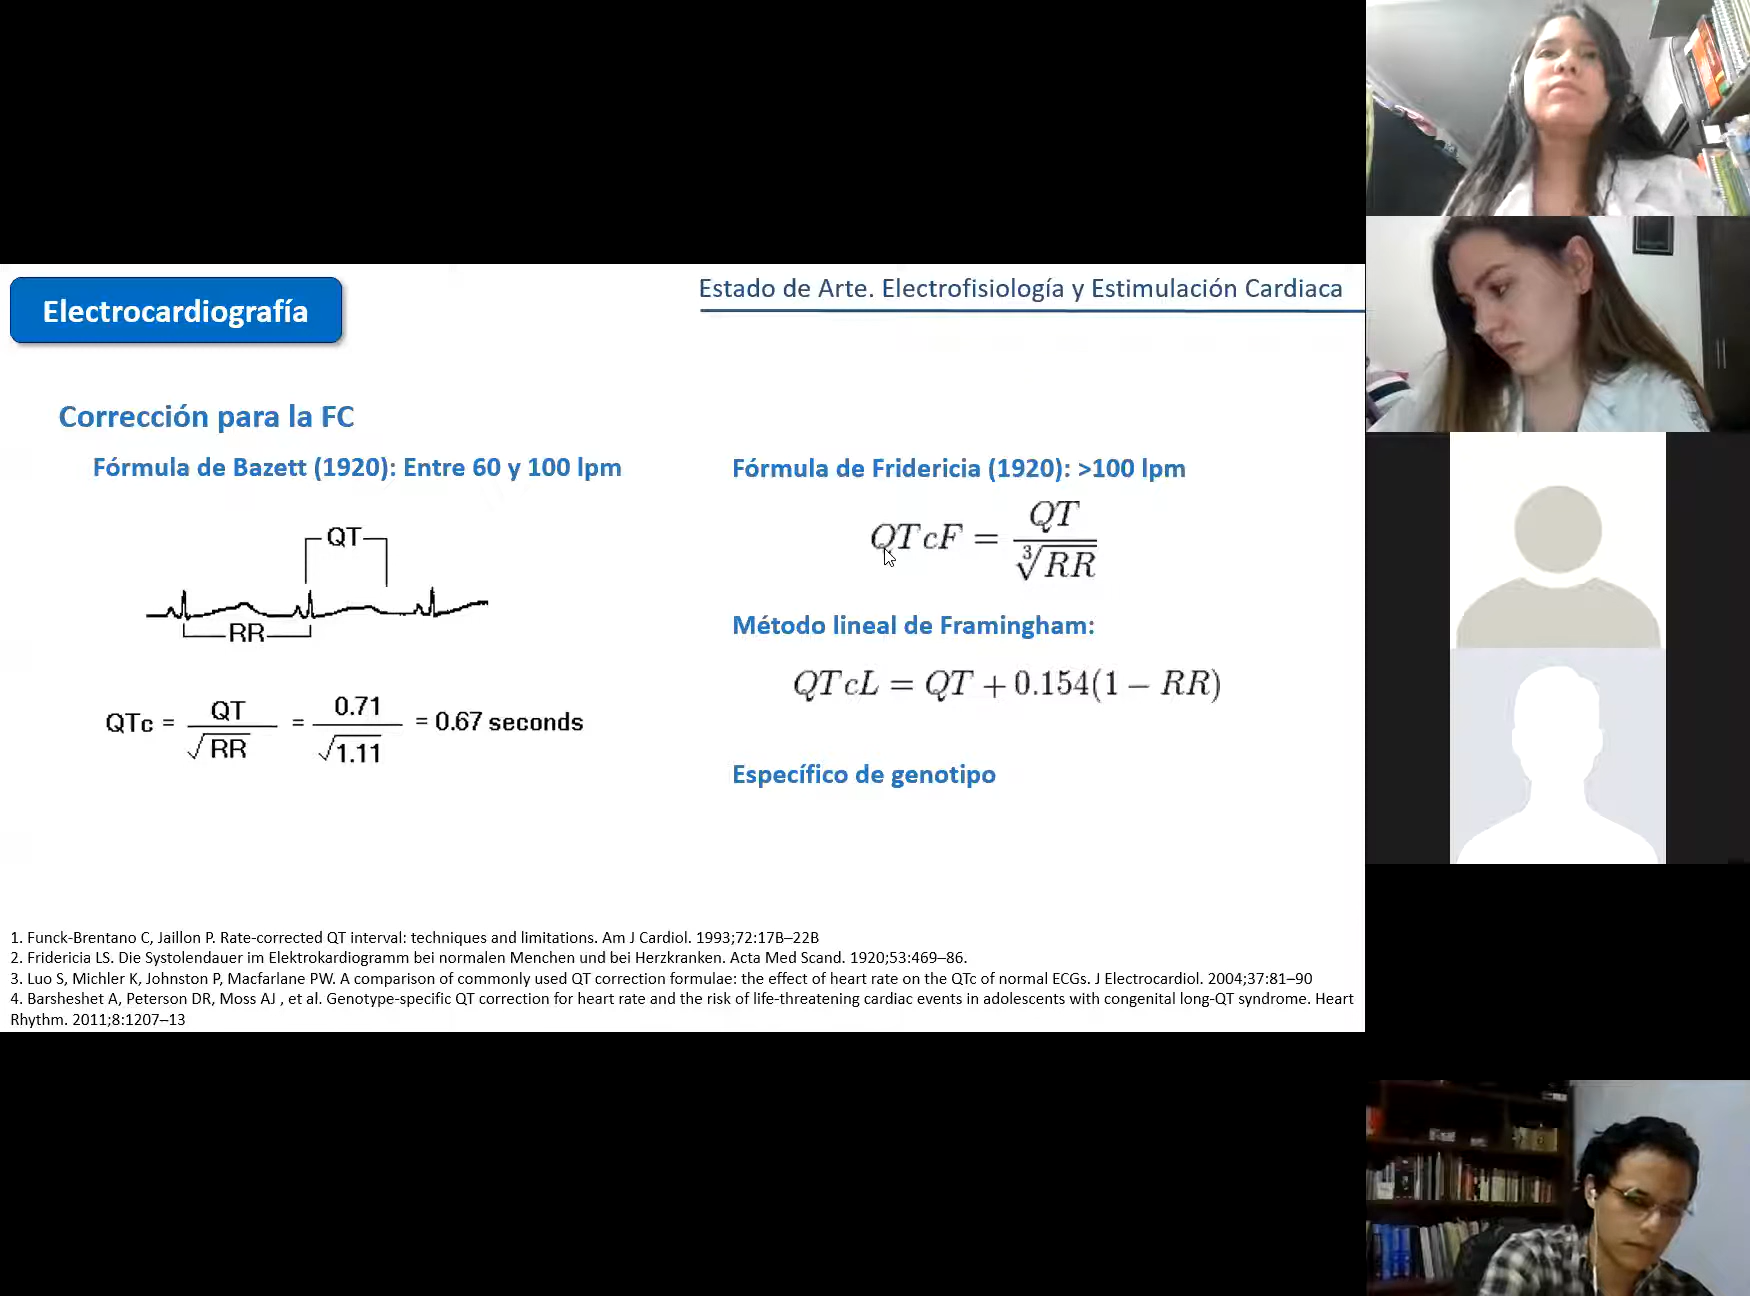 Electrocardiografía
Estado de Arte. Electrofisiología y Estimulación Cardiaca
Corrección para la FC
Fórmula de Bazett (1920): Entre 60 y 100 lpm
QT
RR
QTc = QT / √RR = 0.71 / √1.11 = 0.67 seconds
Fórmula de Fridericia (1920): >100 lpm
QTcF = QT / ∛RR
Método lineal de Framingham:
QTcL = QT + 0.154(1 − RR)
Específico de genotipo
1. Funck-Brentano C, Jaillon P. Rate-corrected QT interval: techniques and limitations. Am J Cardiol. 1993;72:17B–22B
2. Fridericia LS. Die Systolendauer im Elektrokardiogramm bei normalen Menchen und bei Herzkranken. Acta Med Scand. 1920;53:469–86.
3. Luo S, Michler K, Johnston P, Macfarlane PW. A comparison of commonly used QT correction formulae: the effect of heart rate on the QTc of normal ECGs. J Electrocardiol. 2004;37:81–90
4. Barsheshet A, Peterson DR, Moss AJ , et al. Genotype-specific QT correction for heart rate and the risk of life-threatening cardiac events in adolescents with congenital long-QT syndrome. Heart
Rhythm. 2011;8:1207–13